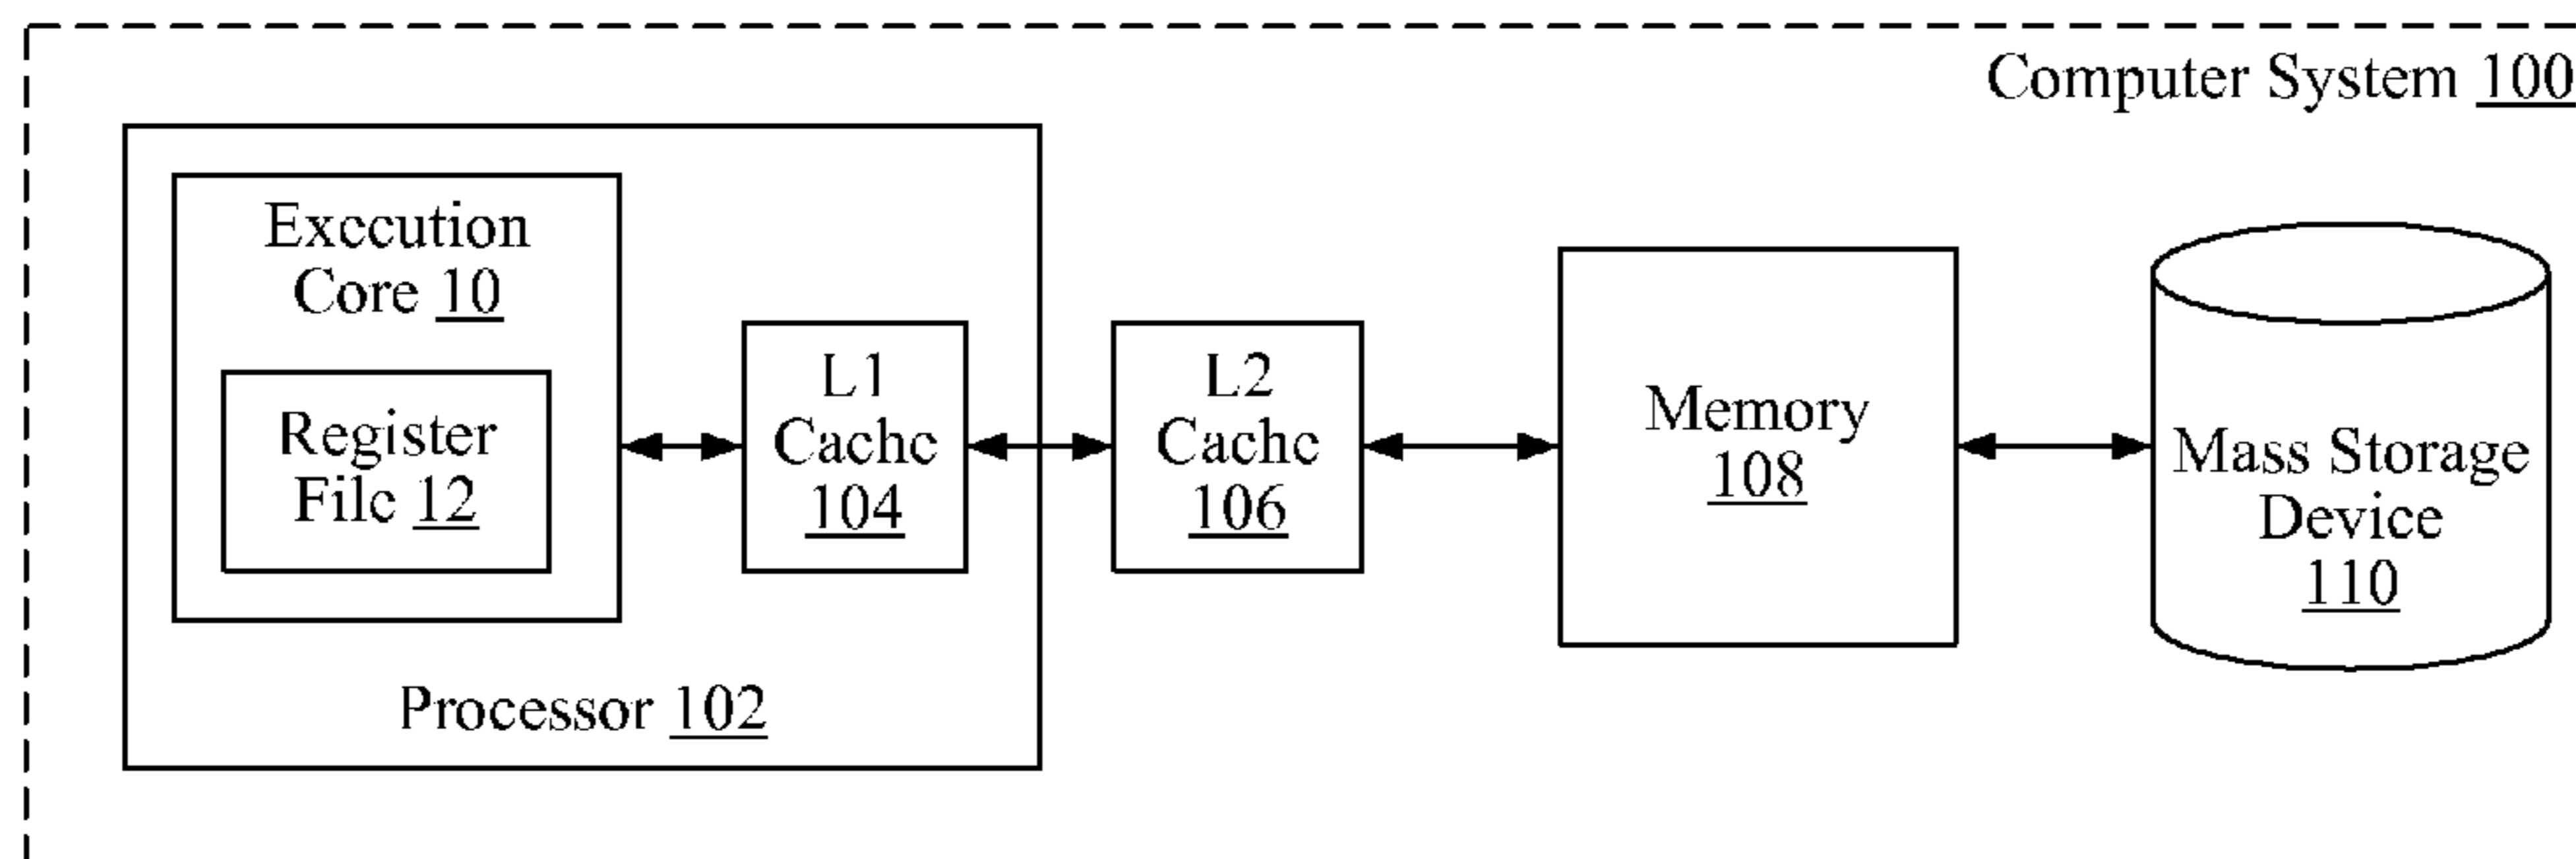 Computer System 100
Execution
Core 10
Register
File 12
L1
Cache
104
Processor 102
L2
Cache
106
Memory
108
Mass Storage
Device
110